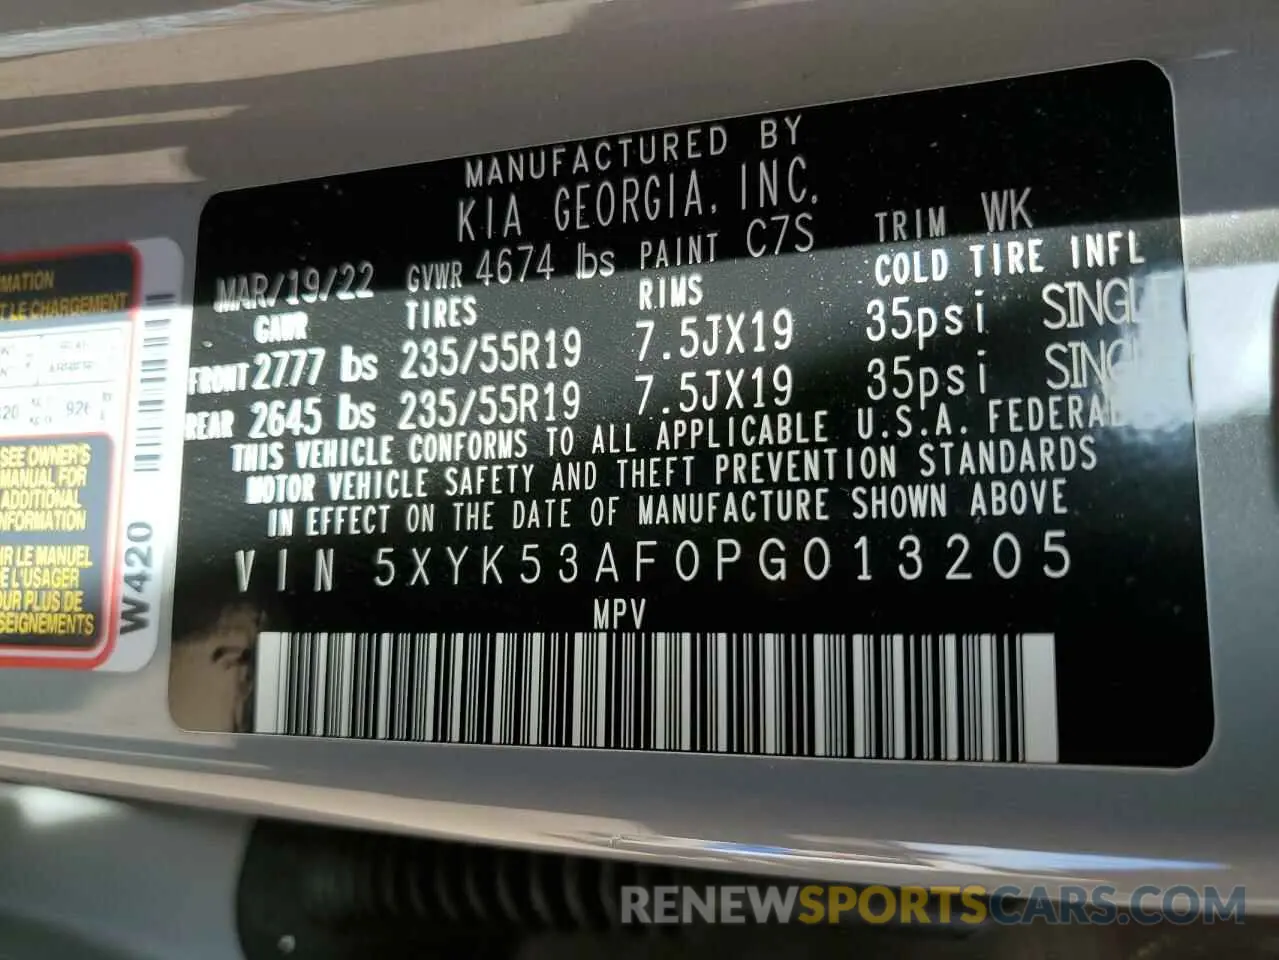 MANUFACTURED BY
KIA GEORGIA, INC.
MAR/19/22 GVWR 4674 lbs PAINT C7S TRIM WK
GAWR TIRES RIMS COLD TIRE INFL
FRONT 2777 lbs 235/55R19 7.5JX19 35psi SINGLE
REAR 2645 lbs 235/55R19 7.5JX19 35psi
THIS VEHICLE CONFORMS TO ALL APPLICABLE U.S.A. FEDERAL
MOTOR VEHICLE SAFETY AND THEFT PREVENTION STANDARDS
IN EFFECT ON THE DATE OF MANUFACTURE SHOWN ABOVE
VIN 5XYK53AF0PG013205
MPV
LE CHARGEMENT
SEE OWNER'S
MANUAL FOR
ADDITIONAL
LE MANUEL
L'USAGER
PLUS DE
W420
RENEWSPORTSCARS.COM